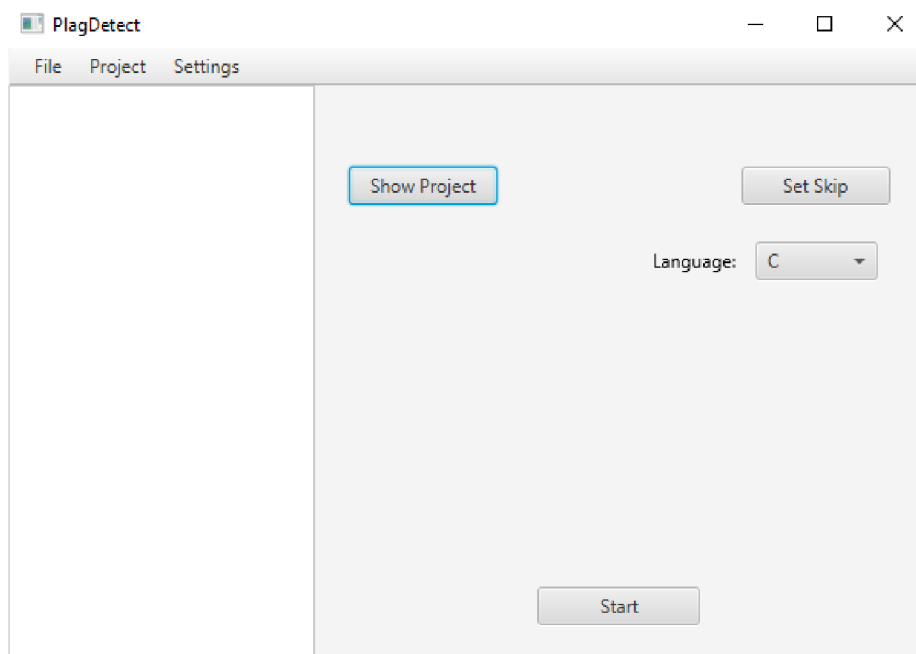 PlagDetect
File Project Settings
Show Project Set Skip
Language: C
Start